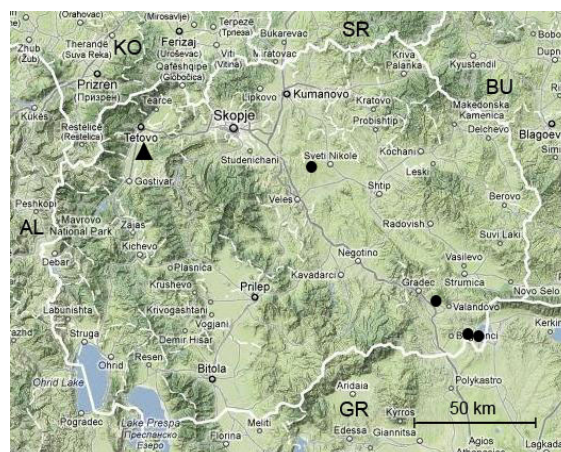 Orahovac
(Mirosavlje)
Bukarevac
SR
Zhub
(Žub)
KO
Therandë
(Suva Reka)
Ferizaj
(Uroševac)
Terpeze
(Трпеза)
Viti
(Vitina)
Miratovac
Kriva
Palanka
Kyustendil
Prizren
(Призрен)
Qafëshqipe
(Globočica)
BU
Kukës
Tearce
Lipkovo
Kumanovo
Kratovo
Makedonska
Kamenica
Restelicë
(Restelica)
Skopje
Probishtip
Delchevo
Blagoev
Tetovo
Studenichani
Sveti Nikole
Kochani
Leski
Gostivar
Veles
Shtip
Berovo
Peshkopi
AL
Mavrovo
National Park
Zajas
Radovish
Suvi Laki
Debar
Kichevo
Negotino
Vasilevo
Plasnica
Kavadarci
Gradec
Strumica
Novo Selo
Krushevo
Prilep
Labunishta
Krivogashtani
Valandovo
Vogjani
Struga
Demir Hisar
Kerkin
Ohrid
Resen
Ohrid Lake
Bitola
Polykastro
Aridaia
GR
50 km
Pogradec
Lake Prespa
Преспанско
Езеро
Meliti
Florina
Kyrros
Edessa
Giannitsa
Agios
Athanasios